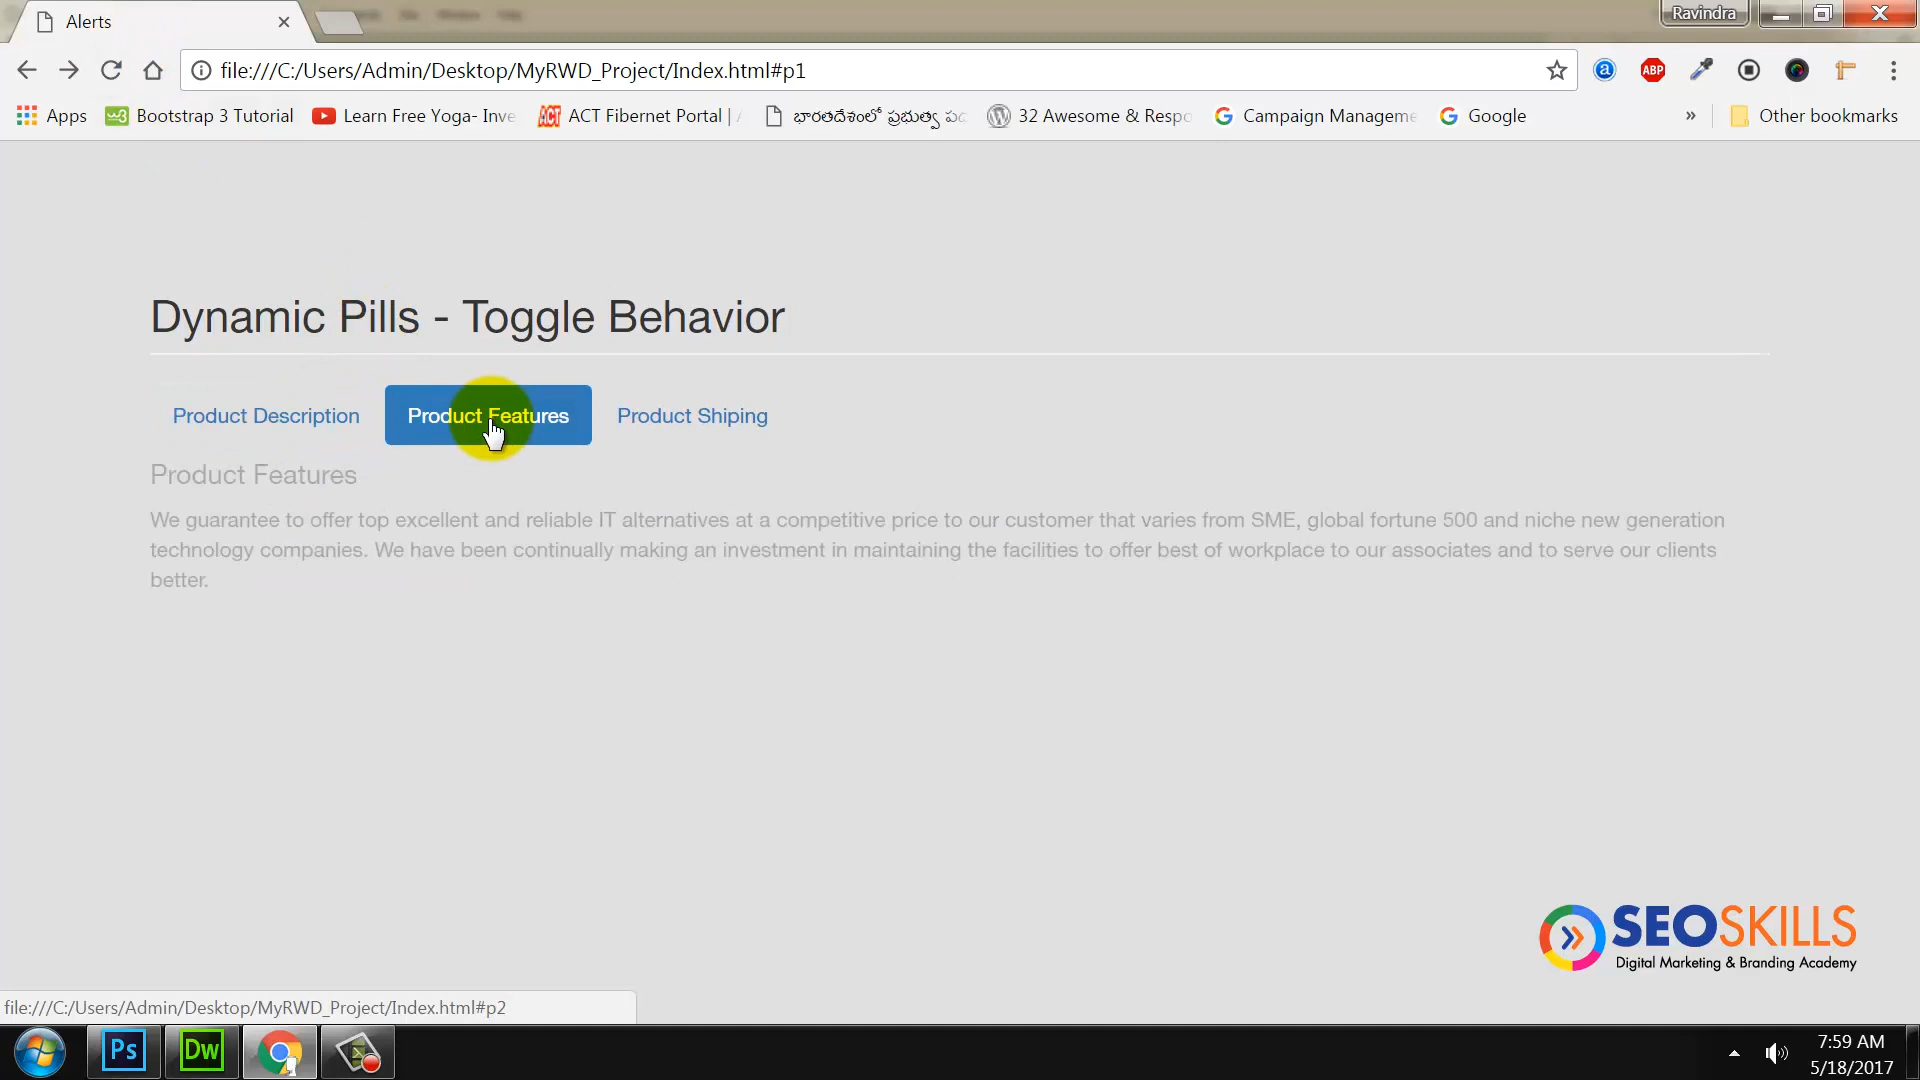 Alerts
Ravindra
file:///C:/Users/Admin/Desktop/MyRWD_Project/Index.html#p1
ABP
Apps
Bootstrap 3 Tutorial
Learn Free Yoga- Inve
ACT Fibernet Portal |
భారతదేశంలో ప్రభుత్వ పద
32 Awesome & Respo
Campaign Manageme
Google
»
Other bookmarks
Dynamic Pills - Toggle Behavior
Product Description
Product Features
Product Shiping
Product Features
We guarantee to offer top excellent and reliable IT alternatives at a competitive price to our customer that varies from SME, global fortune 500 and niche new generation
technology companies. We have been continually making an investment in maintaining the facilities to offer best of workplace to our associates and to serve our clients
better.
SEOSKILLS
Digital Marketing & Branding Academy
file:///C:/Users/Admin/Desktop/MyRWD_Project/Index.html#p2
Ps
Dw
7:59 AM
5/18/2017